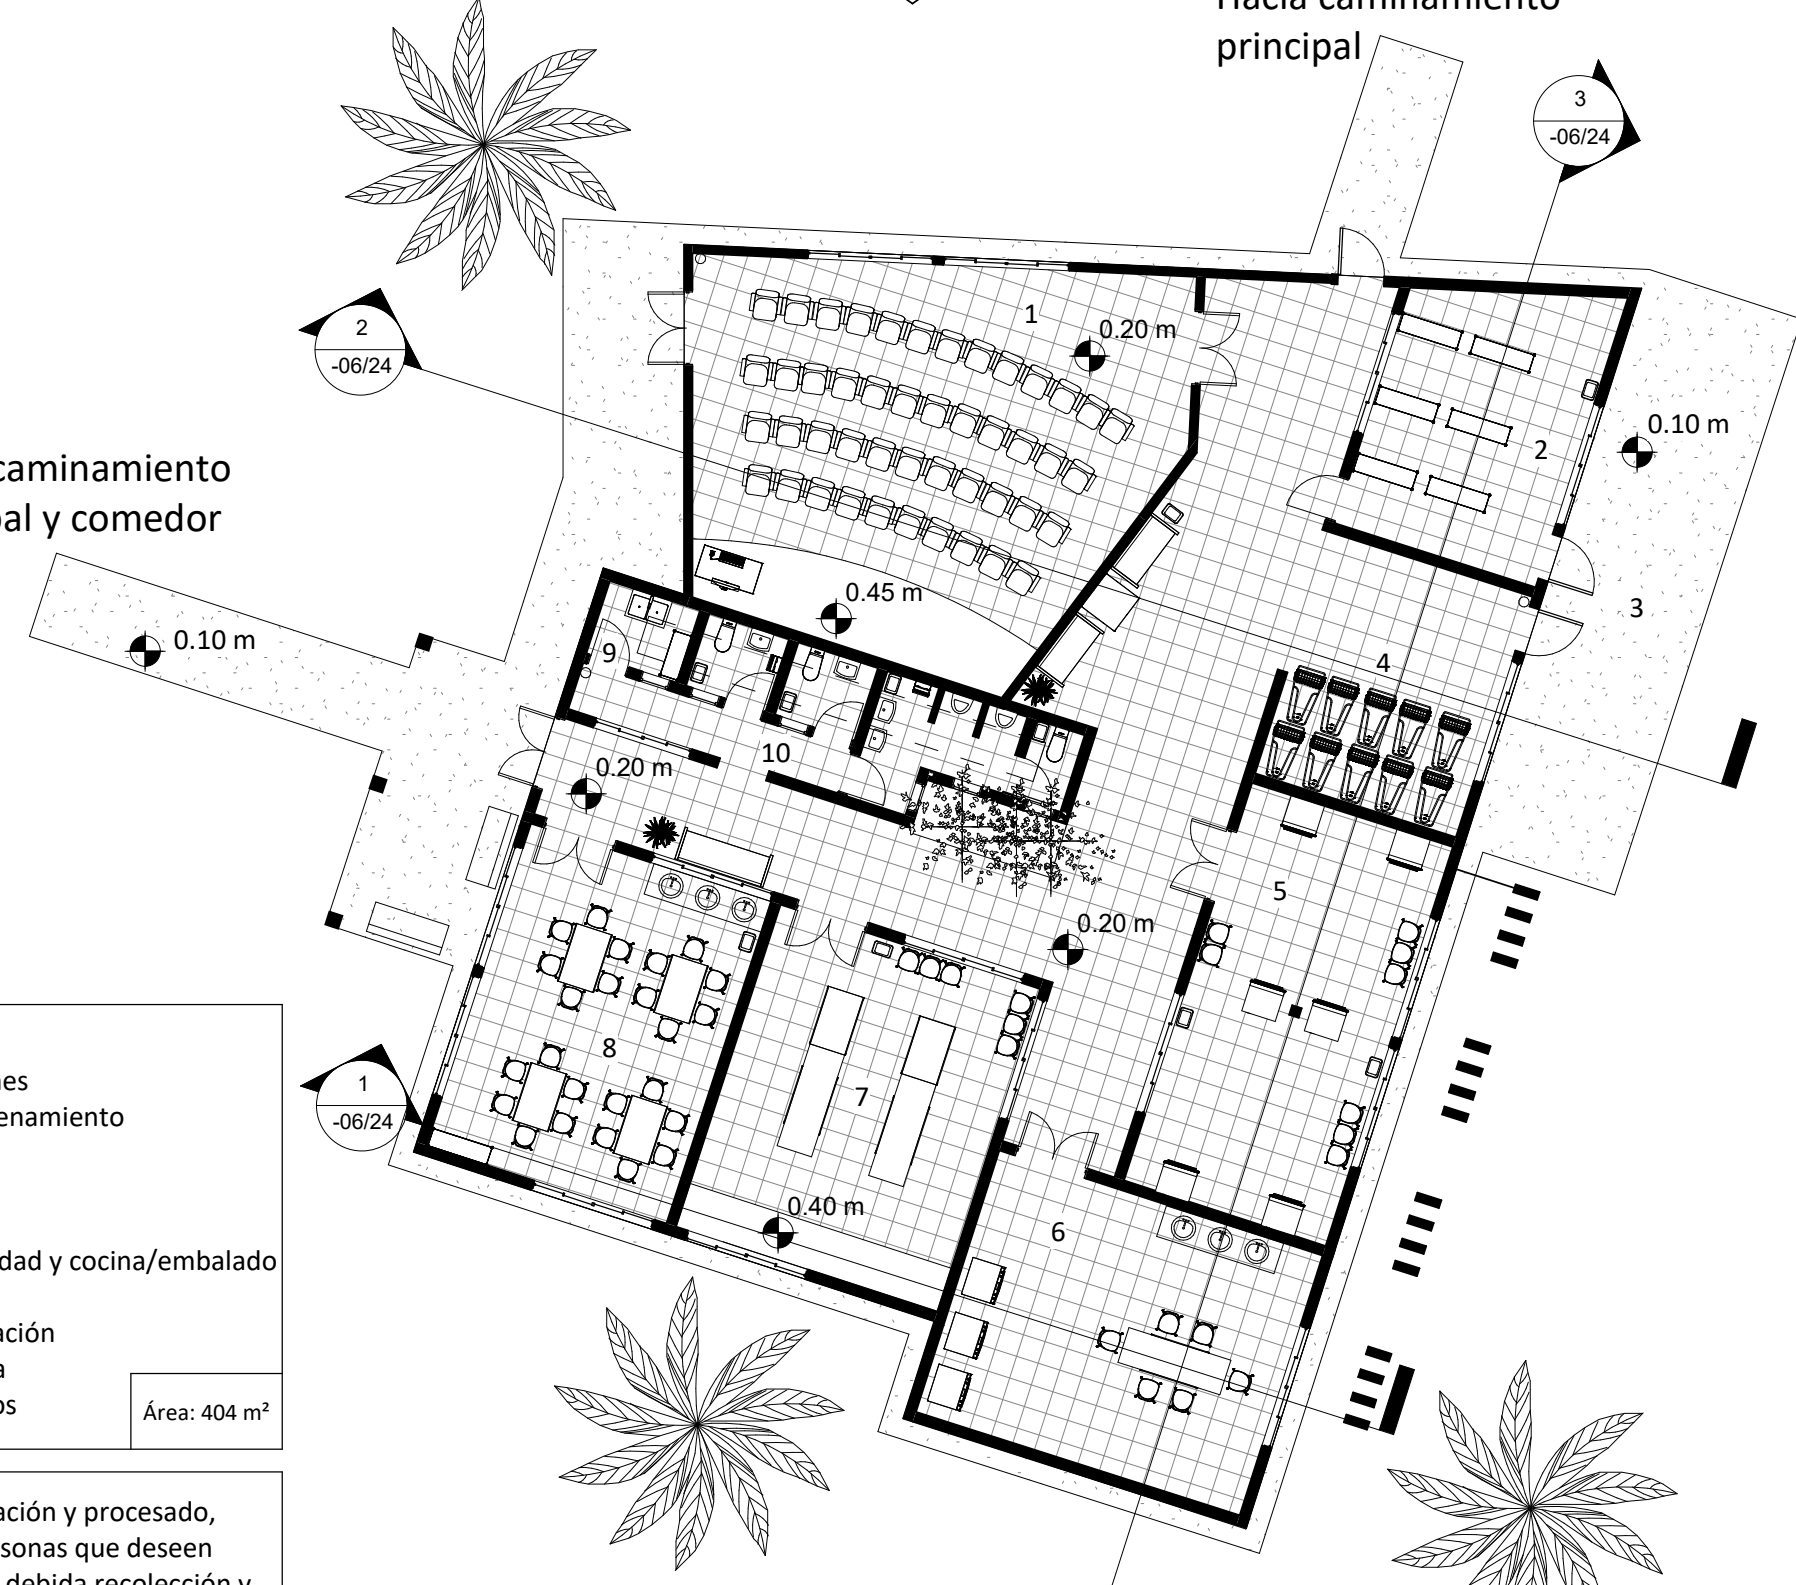 Hacia caminamiento
principal
3
-06/24
1
0.20 m
2
-06/24
0.10 m
2
caminamiento
pal y comedor
0.45 m
3
0.10 m
9
4
10
0.20 m
5
0.20 m
8
7
1
-06/24
0.40 m
6
nes
enamiento
dad y cocina/embalado
ación
a
os
Área: 404 m²
ación y procesado,
sonas que deseen
debida recolección y